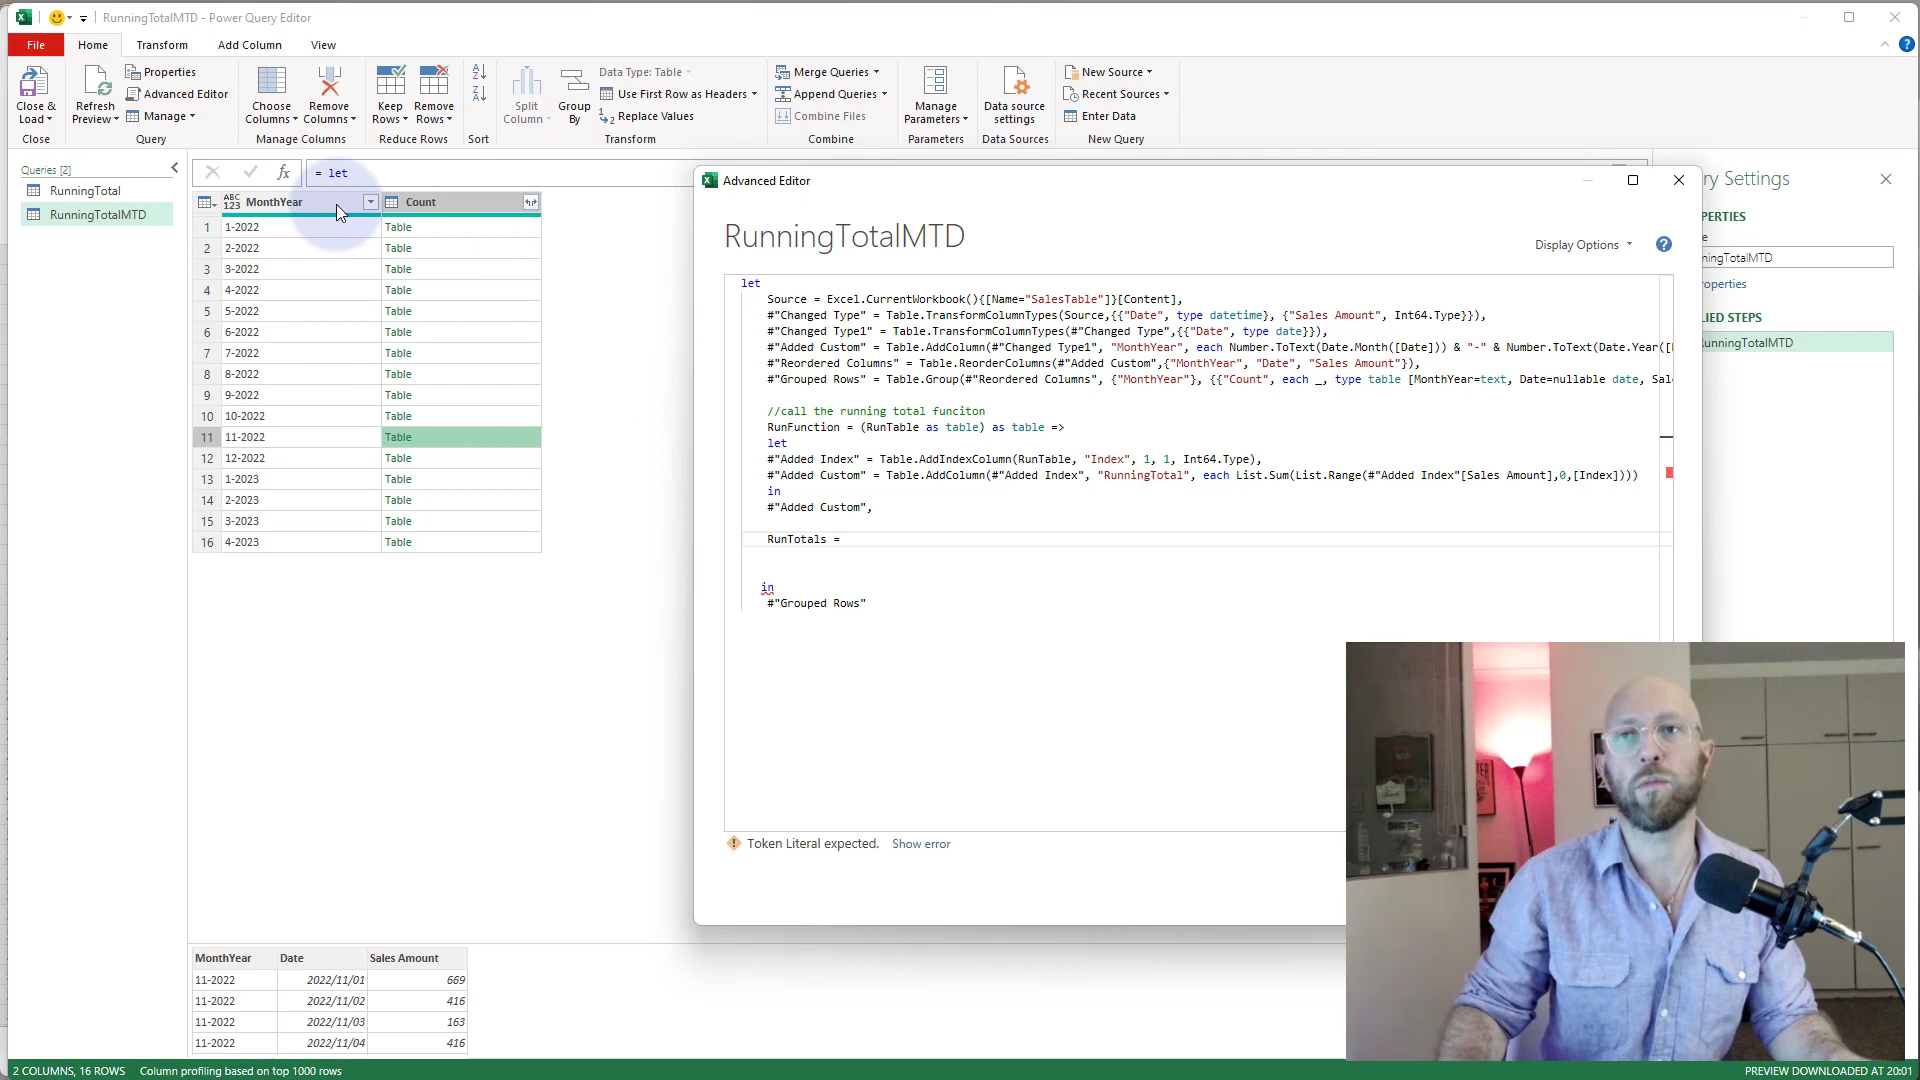 RunningTotalMTD - Power Query Editor
File
Home
Transform
Add Column
View
Close &
Load
Close
Refresh
Preview
Properties
Advanced Editor
Manage
Query
Choose
Columns
Remove
Columns
Manage Columns
Keep
Rows
Remove
Rows
Reduce Rows
Sort
Split
Column
Group
By
Data Type: Table
Use First Row as Headers
Replace Values
Transform
Merge Queries
Append Queries
Combine Files
Combine
Manage
Parameters
Parameters
Data source
settings
Data Sources
New Source
Recent Sources
Enter Data
New Query
Queries [2]
RunningTotal
RunningTotalMTD
fx
= let
ABC
123
MonthYear
Count
1 1-2022 Table
2 2-2022 Table
3 3-2022 Table
4 4-2022 Table
5 5-2022 Table
6 6-2022 Table
7 7-2022 Table
8 8-2022 Table
9 9-2022 Table
10 10-2022 Table
11 11-2022 Table
12 12-2022 Table
13 1-2023 Table
14 2-2023 Table
15 3-2023 Table
16 4-2023 Table
Advanced Editor
RunningTotalMTD
Display Options
let
Source = Excel.CurrentWorkbook(){[Name="SalesTable"]}[Content],
#"Changed Type" = Table.TransformColumnTypes(Source,{{"Date", type datetime}, {"Sales Amount", Int64.Type}}),
#"Changed Type1" = Table.TransformColumnTypes(#"Changed Type",{{"Date", type date}}),
#"Added Custom" = Table.AddColumn(#"Changed Type1", "MonthYear", each Number.ToText(Date.Month([Date])) & "-" & Number.ToText(Date.Year([
#"Reordered Columns" = Table.ReorderColumns(#"Added Custom",{"MonthYear", "Date", "Sales Amount"}),
#"Grouped Rows" = Table.Group(#"Reordered Columns", {"MonthYear"}, {{"Count", each _, type table [MonthYear=text, Date=nullable date, Sal
//call the running total funciton
RunFunction = (RunTable as table) as table =>
let
#"Added Index" = Table.AddIndexColumn(RunTable, "Index", 1, 1, Int64.Type),
#"Added Custom" = Table.AddColumn(#"Added Index", "RunningTotal", each List.Sum(List.Range(#"Added Index"[Sales Amount],0,[Index])))
in
#"Added Custom",
RunTotals =
in
#"Grouped Rows"
Token Literal expected.
Show error
ry Settings
PERTIES
e
ningTotalMTD
roperties
LIED STEPS
RunningTotalMTD
MonthYear Date Sales Amount
11-2022 2022/11/01 669
11-2022 2022/11/02 416
11-2022 2022/11/03 163
11-2022 2022/11/04 416
2 COLUMNS, 16 ROWS
Column profiling based on top 1000 rows
PREVIEW DOWNLOADED AT 20:01